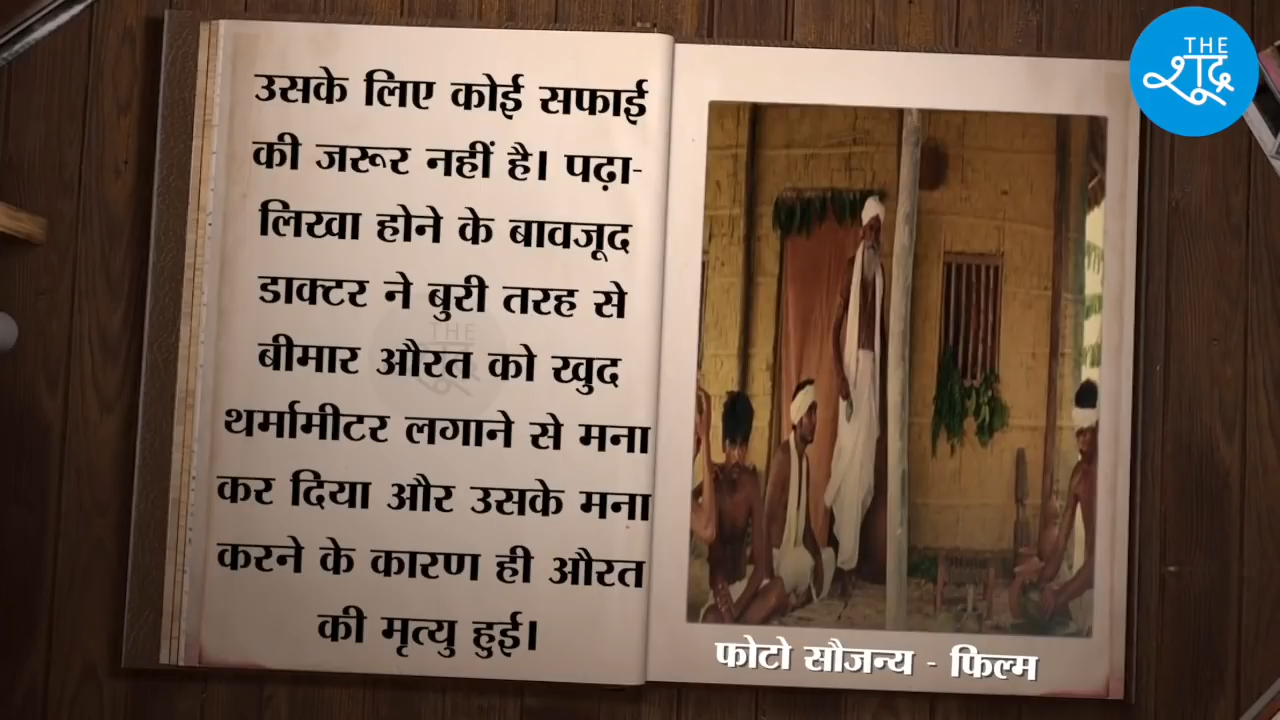 उसके लिए कोई सफाई
की जरूर नहीं है। पढ़ा-
लिखा होने के बावजूद
डाक्टर ने बुरी तरह से
बीमार औरत को खुद
थर्मामीटर लगाने से मना
कर दिया और उसके मना
करने के कारण ही औरत
की मृत्यु हुई।
THE
शूद्र
THE
शूद्र
फोटो सौजन्य - फिल्म